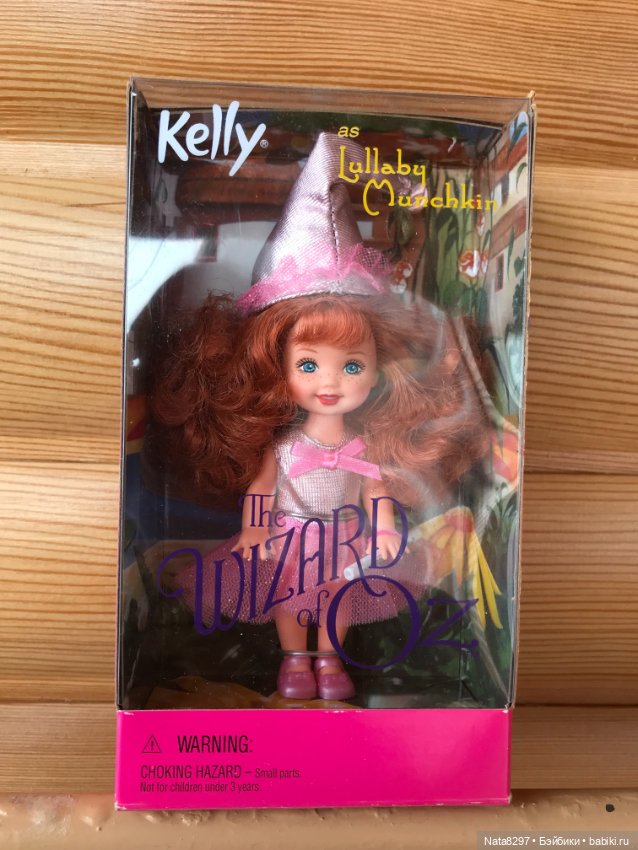 Kelly®
as
Lullaby
Munchkin
The
WIZARD
of OZ
WARNING:
CHOKING HAZARD – Small parts.
Not for children under 3 years.
Nata8297 • Бэйбики • babiki.ru